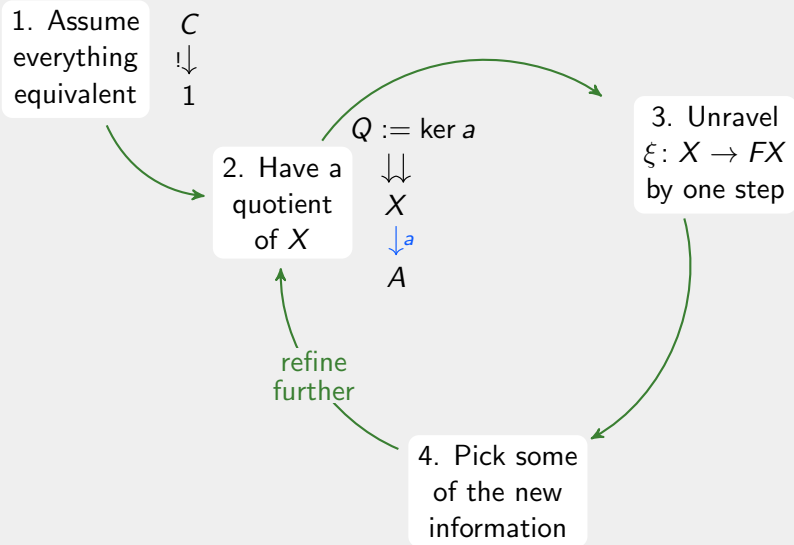 1. Assume
everything
equivalent
C
!↓
1
2. Have a
quotient
of X
Q := ker a
⇊
X
↓a
A
3. Unravel
ξ: X → FX
by one step
4. Pick some
of the new
information
refine
further